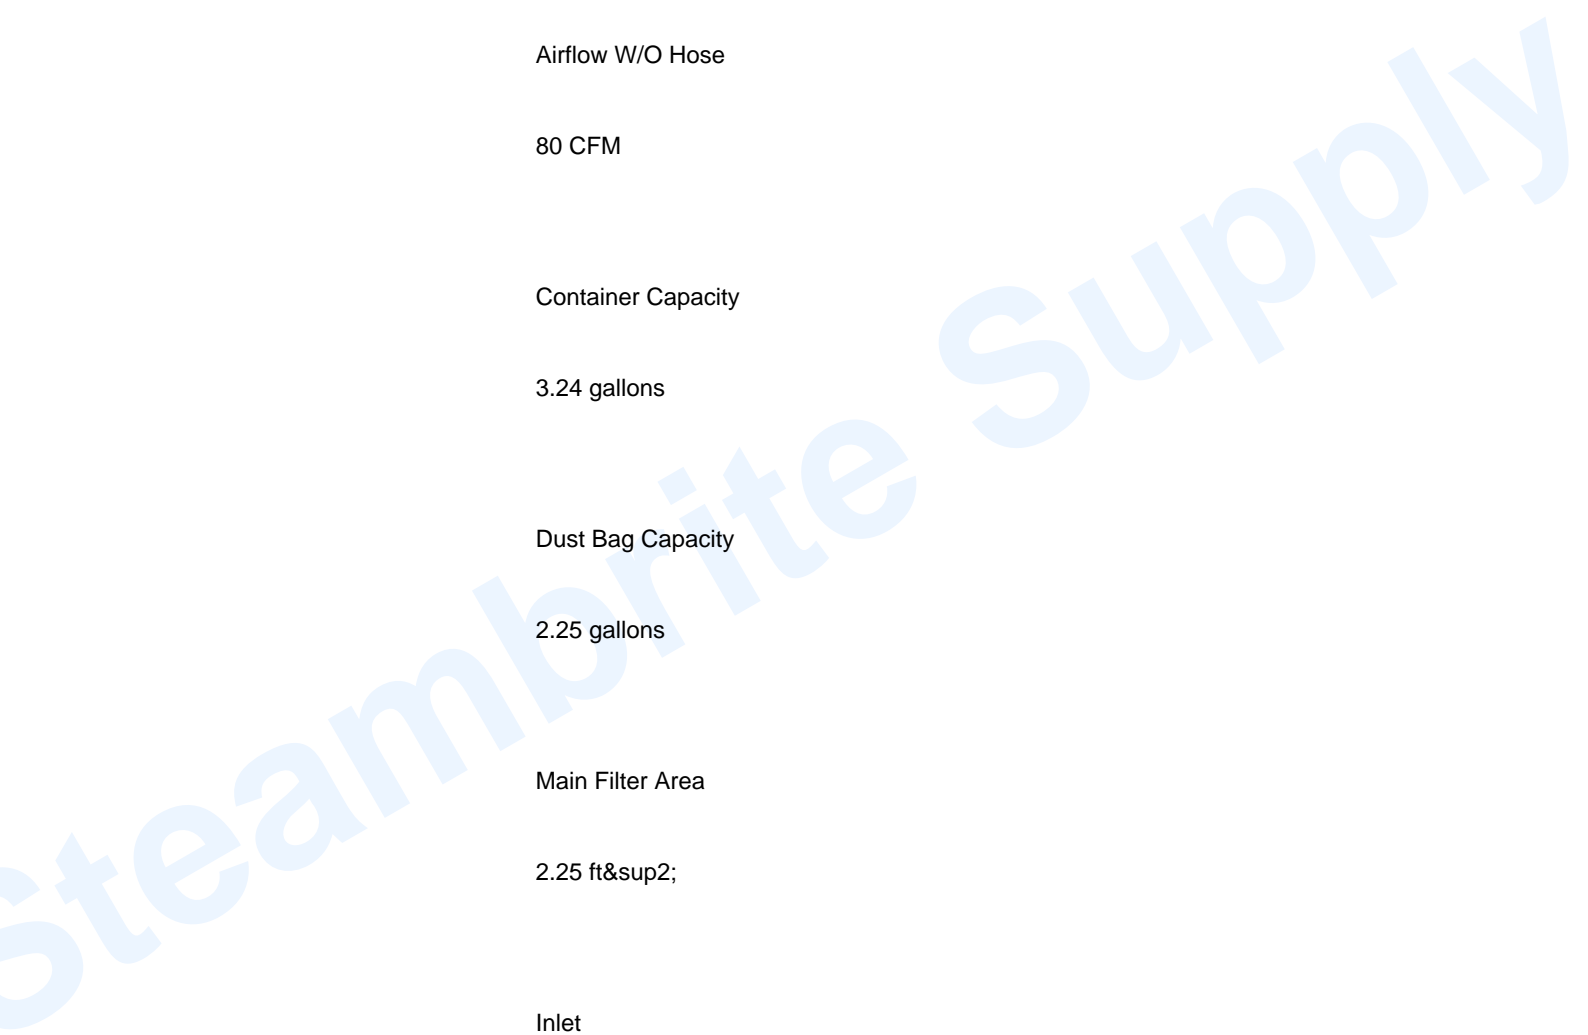 Airflow W/O Hose
80 CFM
Container Capacity
3.24 gallons
Dust Bag Capacity
2.25 gallons
Main Filter Area
2.25 ft&sup2;
Inlet
Steambrite Supply